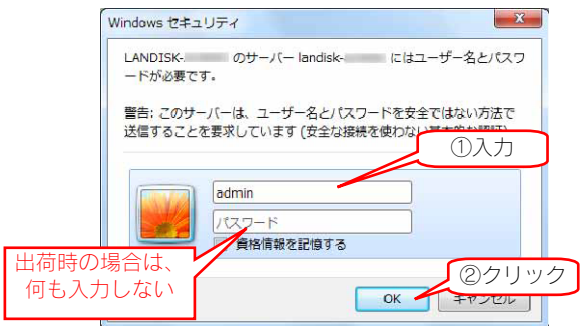 Windows セキュリティ
LANDISK- のサーバー landisk- にはユーザー名とパスワ
ードが必要です。
警告: このサーバーは、ユーザー名とパスワードを安全ではない方法で
送信することを要求しています (安全な接続を使わない基本的な認証)
①入力
admin
パスワード
資格情報を記憶する
出荷時の場合は、
何も入力しない
②クリック
OK
キャンセル